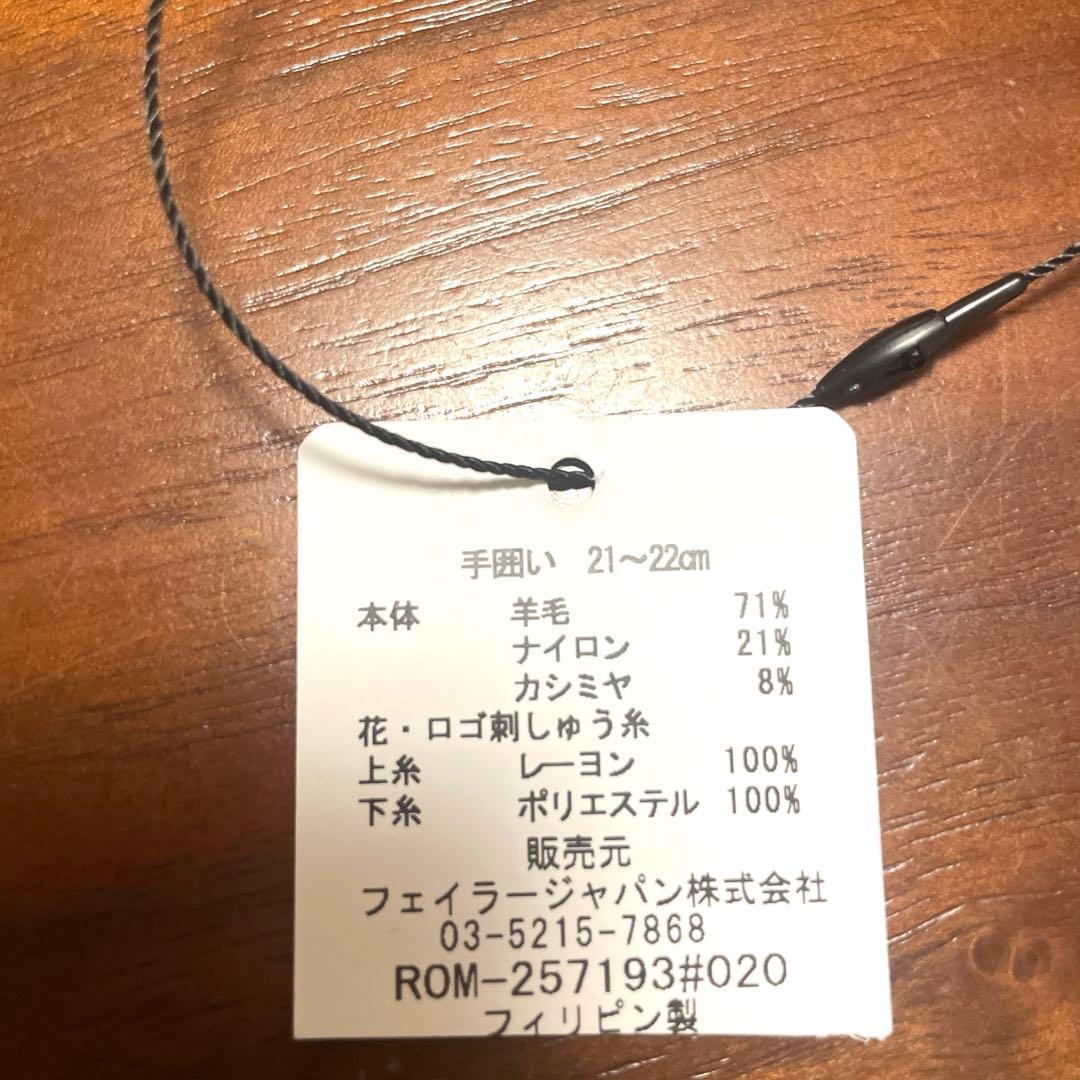 手囲い 21～22cm
本体 羊毛 71%
ナイロン 21%
カシミヤ 8%
花・ロゴ刺しゅう糸
上糸 レーヨン 100%
下糸 ポリエステル 100%
販売元
フェイラージャパン株式会社
03-5215-7868
ROM-257193#020
フィリピン製